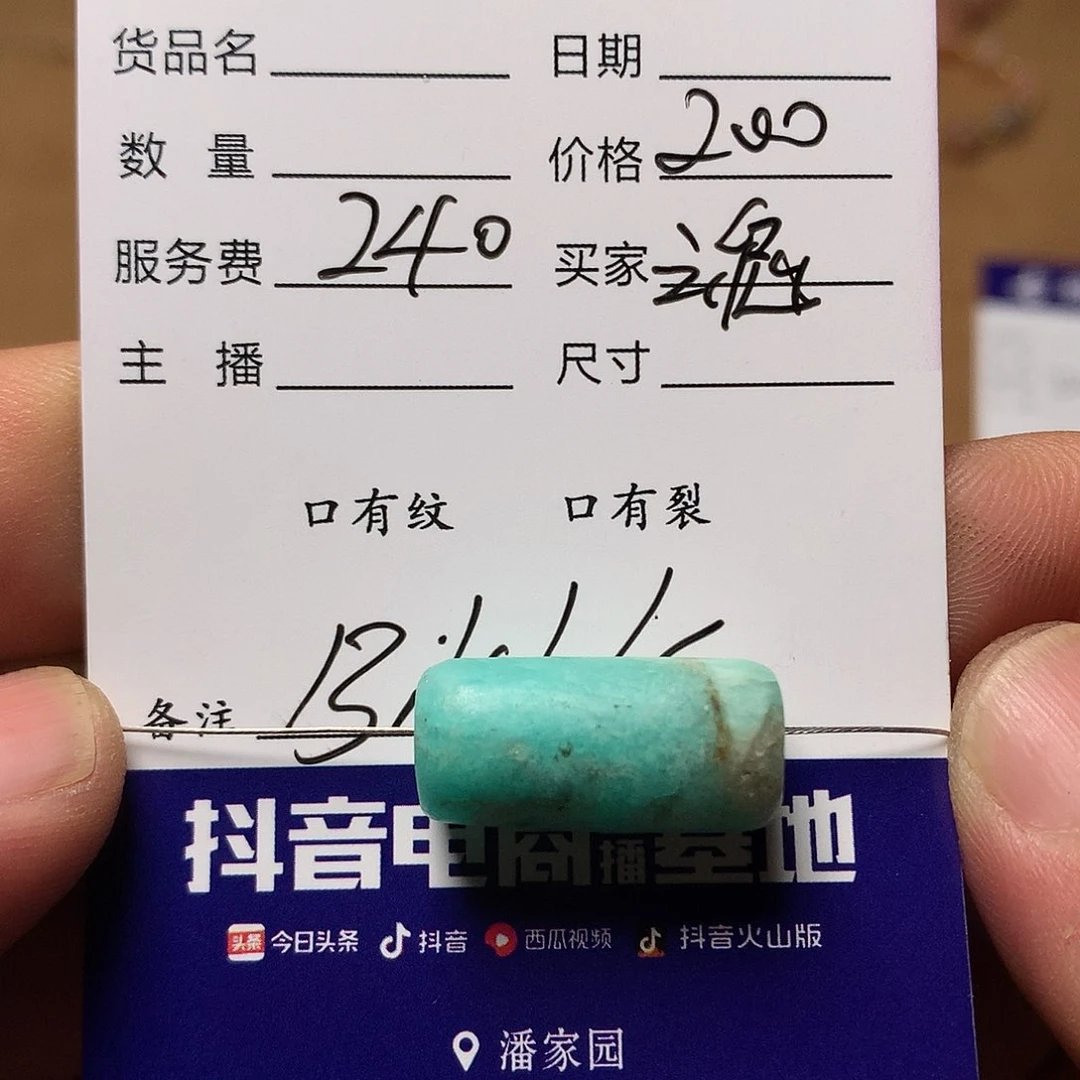 货品名 日期
数量 价格 200
服务费 240 买家
主播 尺寸
口有纹 口有裂
备注
抖音电商直播基地
头条 今日头条 抖音 西瓜视频 抖音火山版
潘家园